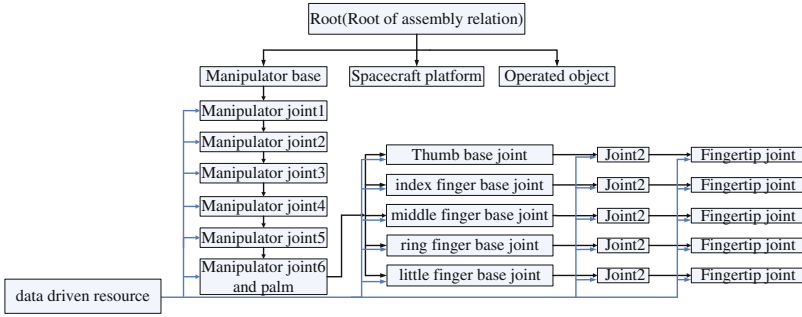 Root(Root of assembly relation)
Manipulator base
Spacecraft platform
Operated object
Manipulator joint1
Manipulator joint2
Manipulator joint3
Manipulator joint4
Manipulator joint5
Manipulator joint6
and palm
Thumb base joint
Joint2
Fingertip joint
index finger base joint
Joint2
Fingertip joint
middle finger base joint
Joint2
Fingertip joint
ring finger base joint
Joint2
Fingertip joint
little finger base joint
Joint2
Fingertip joint
data driven resource